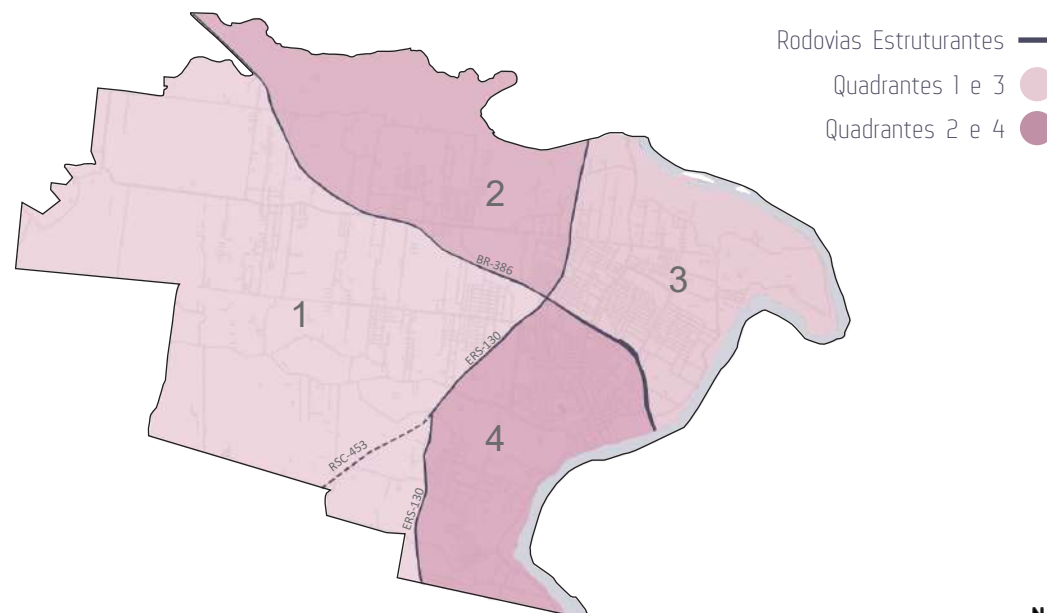 Rodovias Estruturantes
Quadrantes 1 e 3
Quadrantes 2 e 4
2
BR-386
3
1
ERS-130
4
RSC-453
ERS-130
N